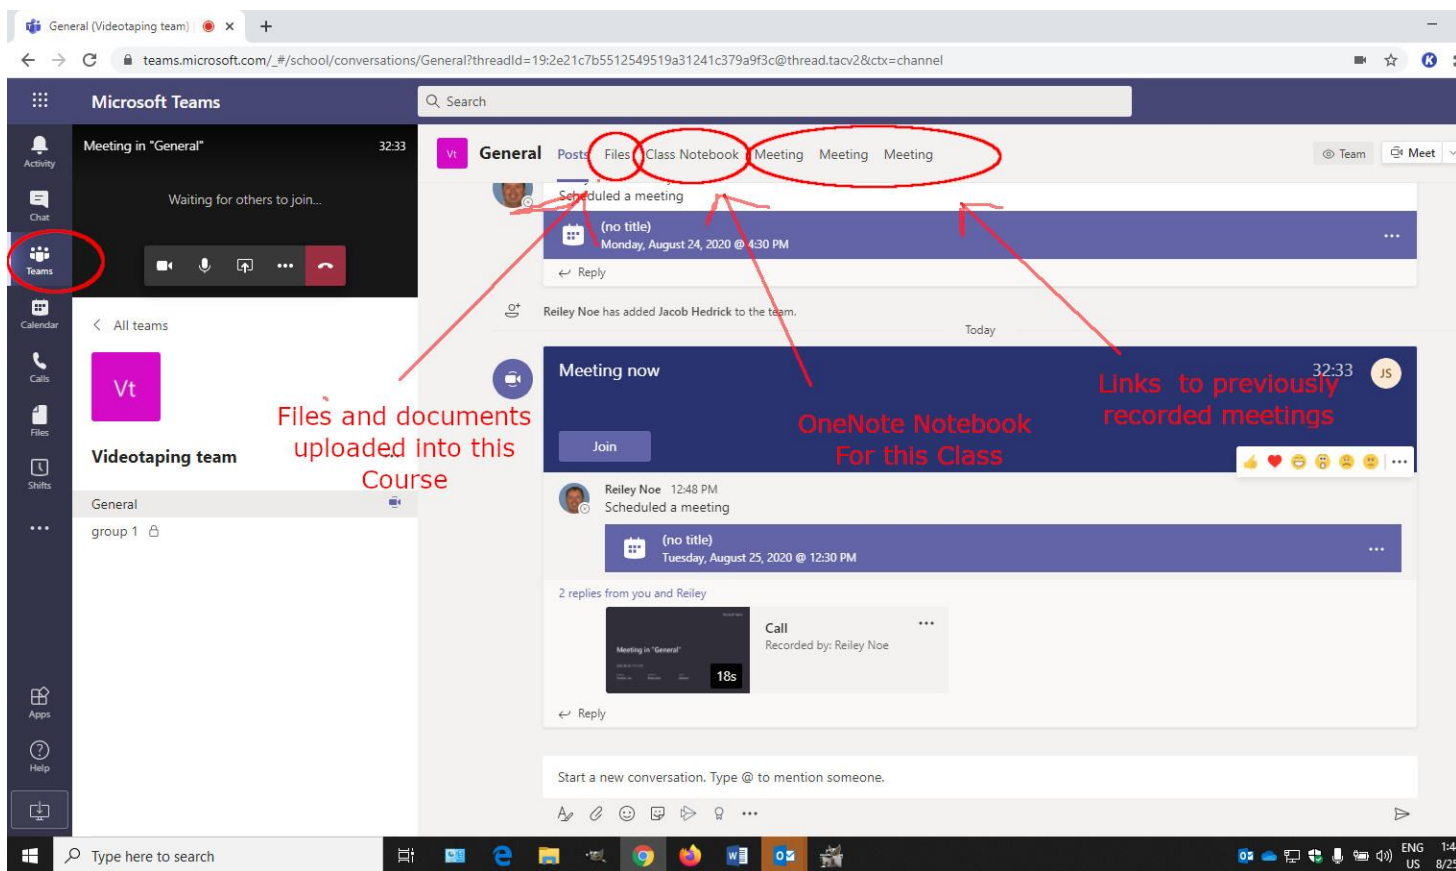 General (Videotaping team)
teams.microsoft.com/_#/school/conversations/General?threadId=19:2e21c7b5512549519a31241c379a9f3c@thread.tacv2&ctx=channel
Microsoft Teams
Search
Activity
Chat
Teams
Calendar
Calls
Files
Shifts
Apps
Help
Meeting in "General" 32:33
Waiting for others to join...
All teams
Vt
Videotaping team
General
group 1
Vt General Posts Files Class Notebook Meeting Meeting Meeting
Team Meet
Scheduled a meeting
(no title)
Monday, August 24, 2020 @ 4:30 PM
Reply
Reiley Noe has added Jacob Hedrick to the team.
Today
Meeting now 32:33 JS
Join
Files and documents
uploaded into this
Course
OneNote Notebook
For this Class
Links to previously
recorded meetings
Reiley Noe 12:48 PM
Scheduled a meeting
(no title)
Tuesday, August 25, 2020 @ 12:30 PM
2 replies from you and Reiley
Meeting in "General"
18s
Call
Recorded by: Reiley Noe
Reply
Start a new conversation. Type @ to mention someone.
Type here to search
ENG
US